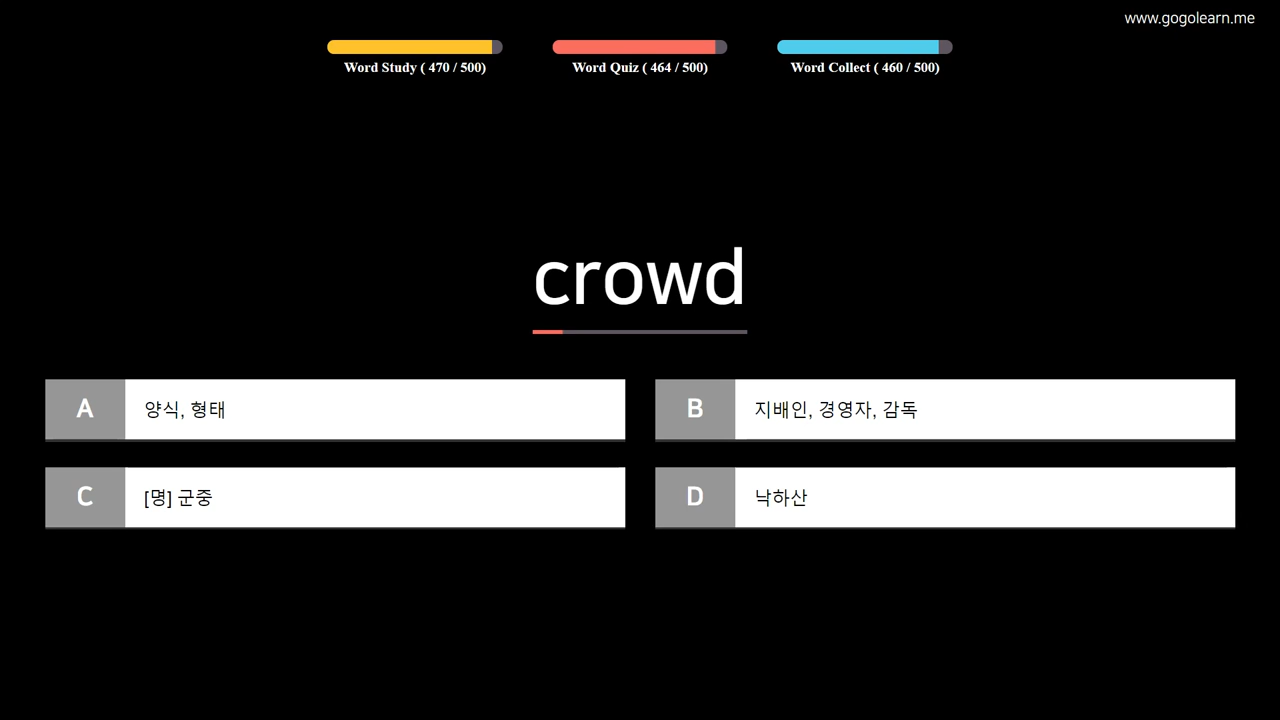 www.gogolearn.me
Word Study ( 470 / 500)
Word Quiz ( 464 / 500)
Word Collect ( 460 / 500)
crowd
A 양식, 형태
B 지배인, 경영자, 감독
C [명] 군중
D 낙하산